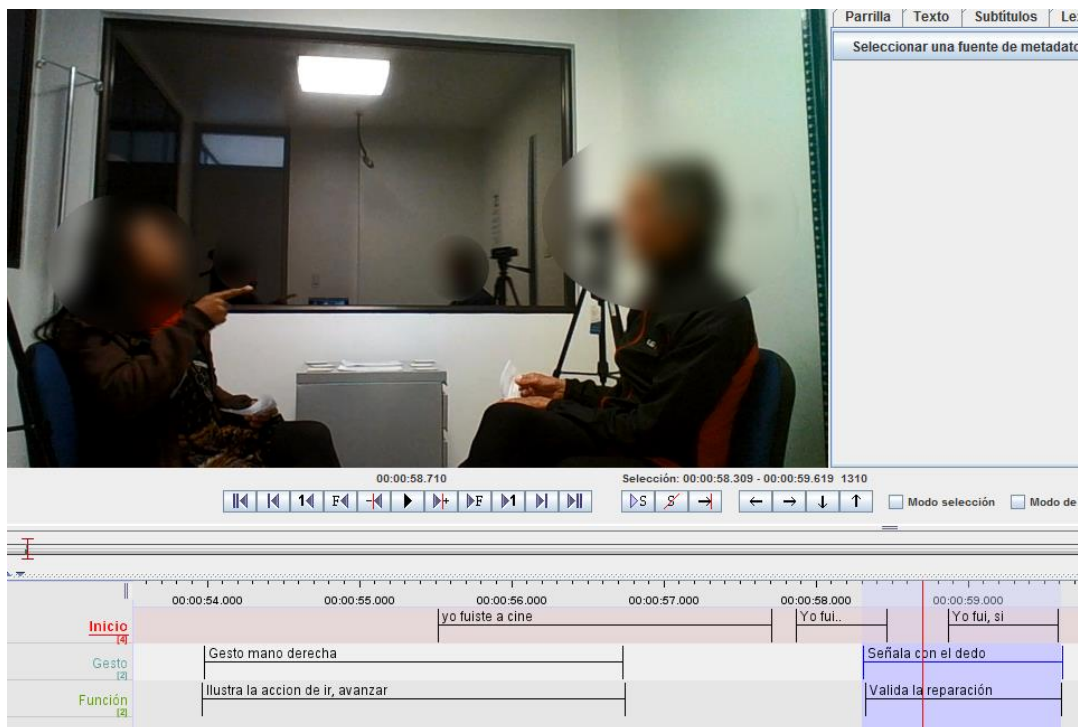 Parrilla Texto Subtítulos Le
Seleccionar una fuente de metadato
00:00:58.710
Selección: 00:00:58.309 - 00:00:59.619 1310
1 F - + F 1 S S
Modo selección Modo de
00:00:54.000 00:00:55.000 00:00:56.000 00:00:57.000 00:00:58.000 00:00:59.000
Inicio [4] yo fuiste a cine Yo fui.. Yo fui, si
Gesto [2] Gesto mano derecha Señala con el dedo
Función [2] Ilustra la accion de ir, avanzar Valida la reparación